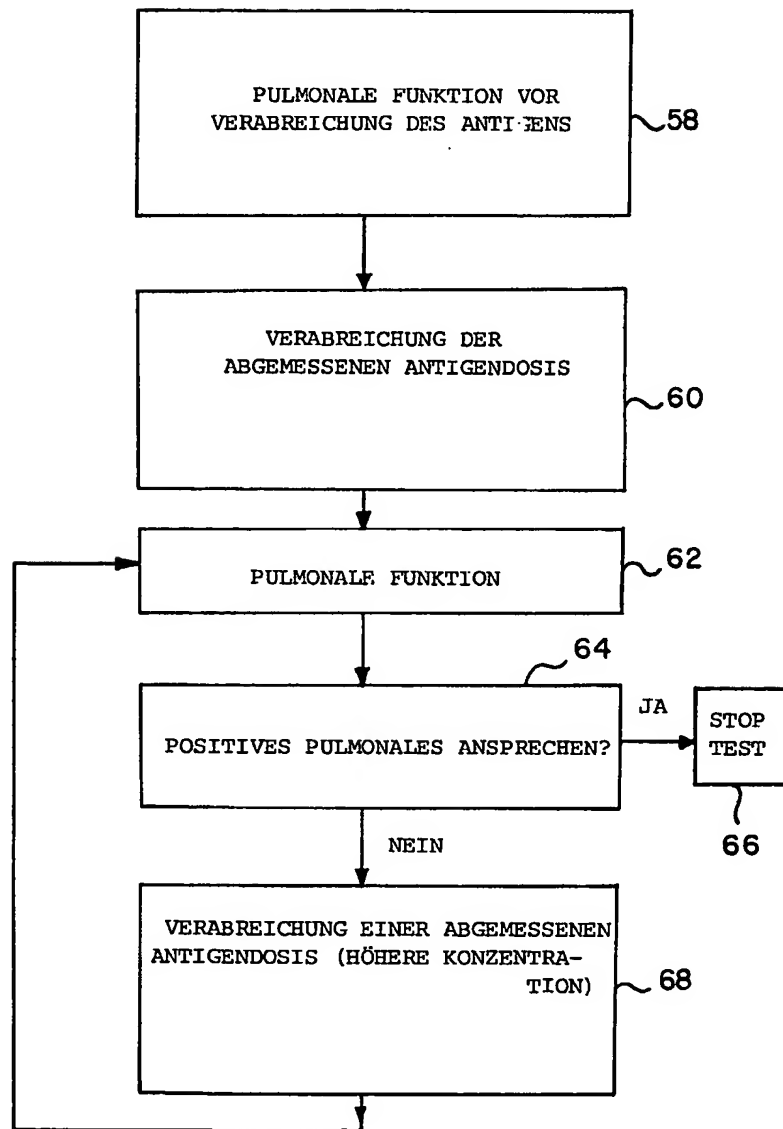 PULMONALE FUNKTION VOR
VERABREICHUNG DES ANTIGENS
58
VERABREICHUNG DER
ABGEMESSENEN ANTIGENDOSIS
60
PULMONALE FUNKTION
62
64
POSITIVES PULMONALES ANSPRECHEN?
JA
STOP
TEST
66
NEIN
VERABREICHUNG EINER ABGEMESSENEN
ANTIGENDOSIS (HÖHERE KONZENTRA-
TION)
68